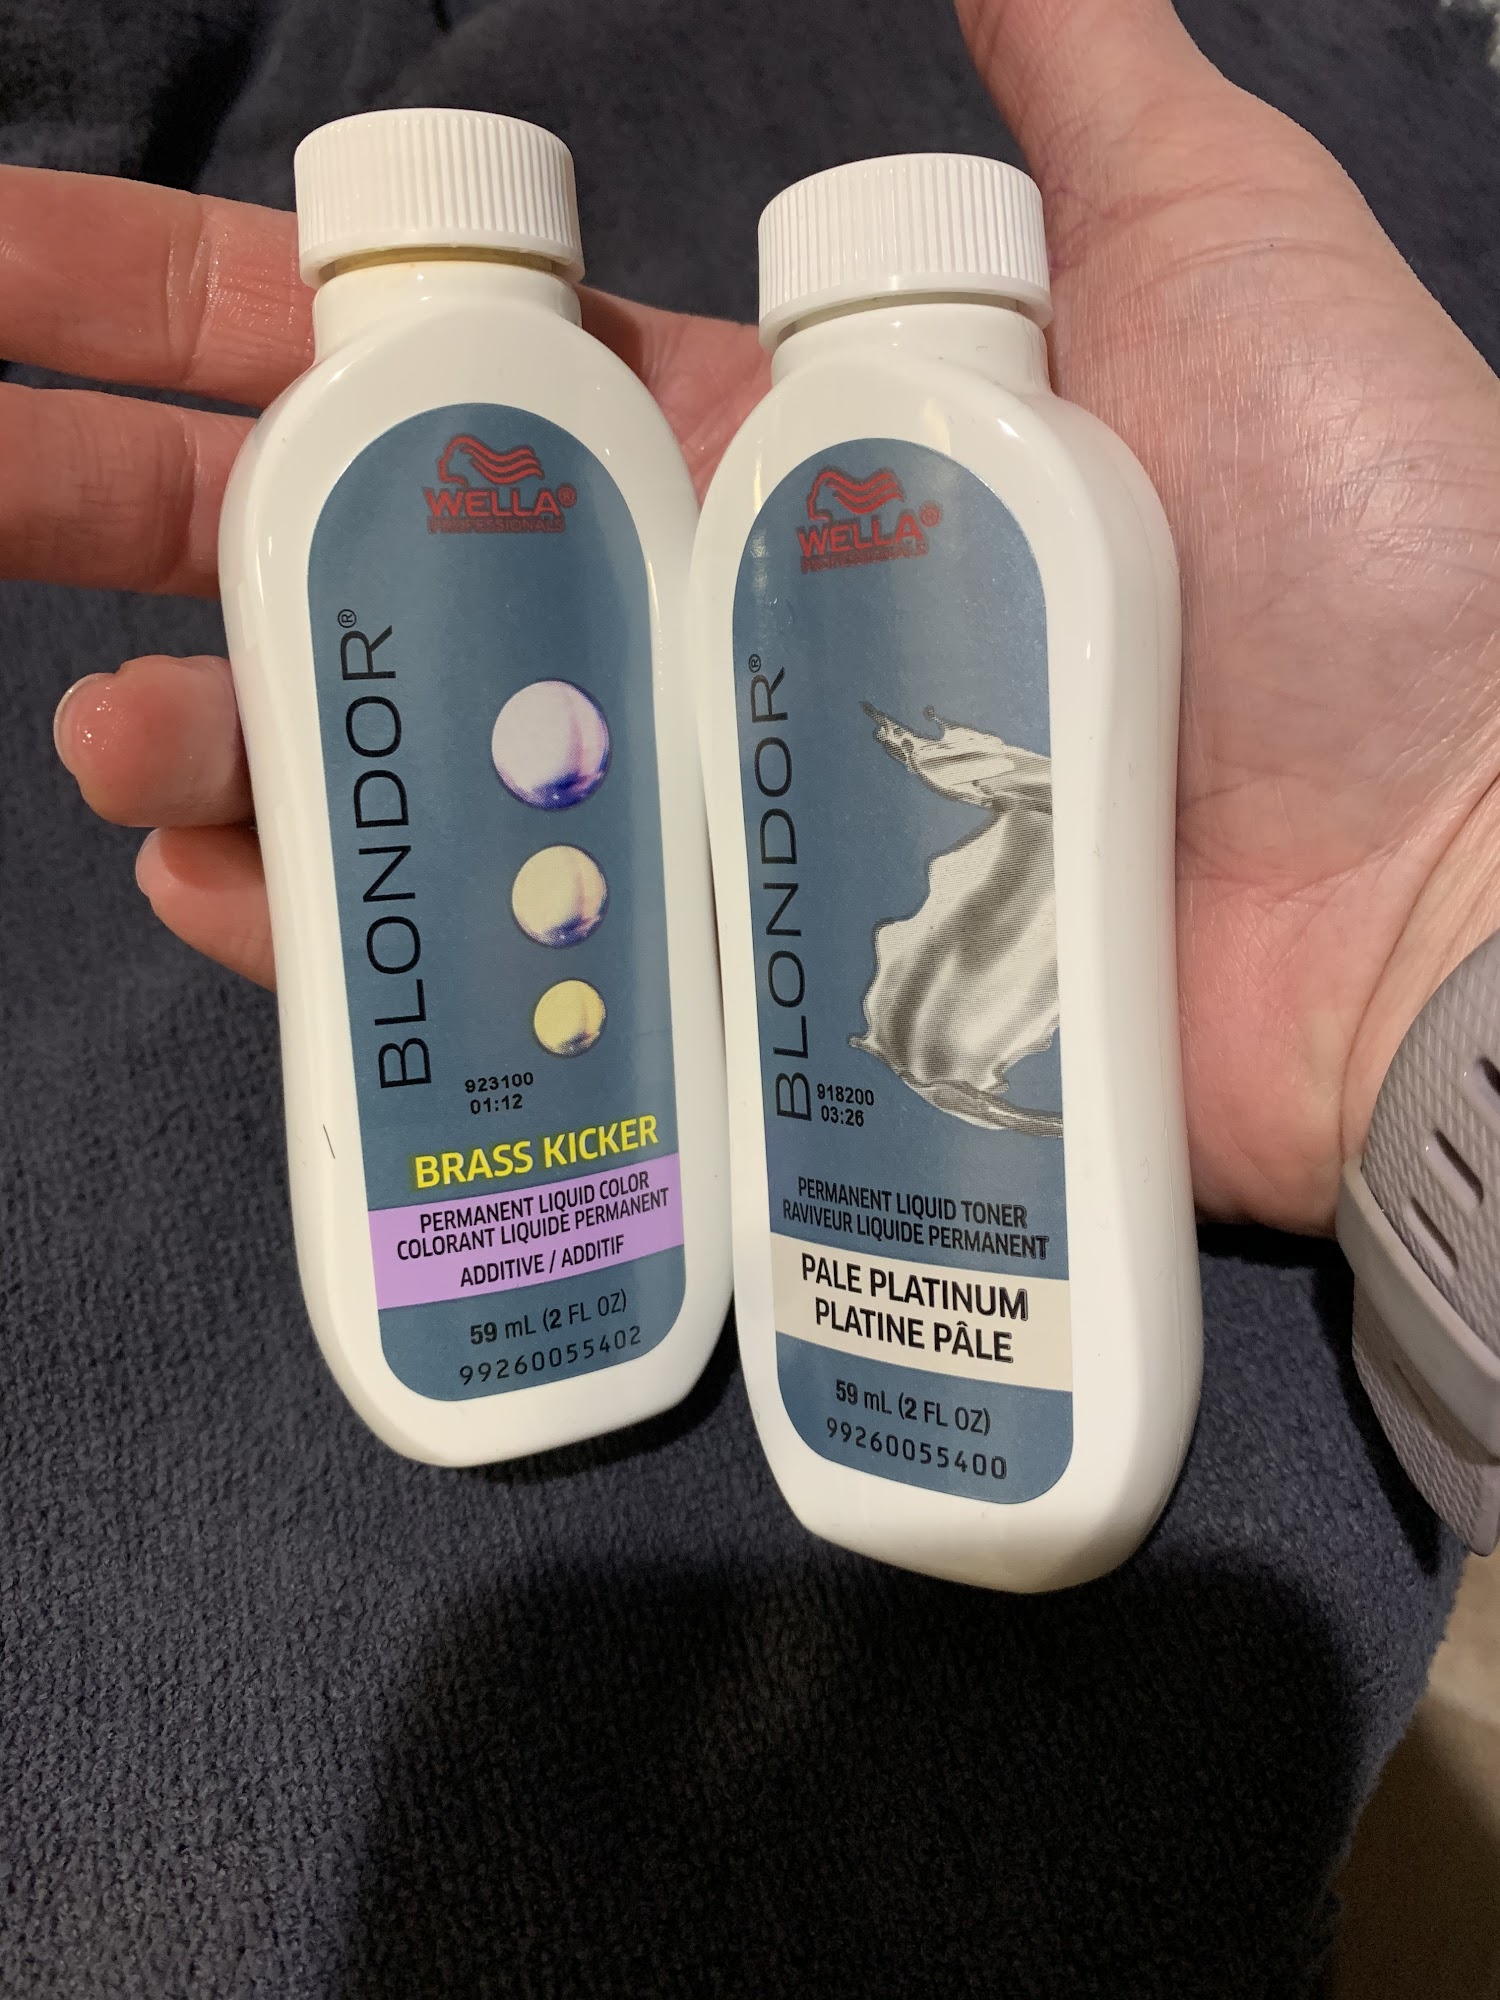 WELLA®
PROFESSIONALS
BLONDOR®
923100
01:12
BRASS KICKER
PERMANENT LIQUID COLOR
COLORANT LIQUIDE PERMANENT
ADDITIVE / ADDITIF
59 mL (2 FL OZ)
99260055402
WELLA®
PROFESSIONALS
BLONDOR®
918200
03:26
PERMANENT LIQUID TONER
RAVIVEUR LIQUIDE PERMANENT
PALE PLATINUM
PLATINE PÂLE
59 mL (2 FL OZ)
99260055400